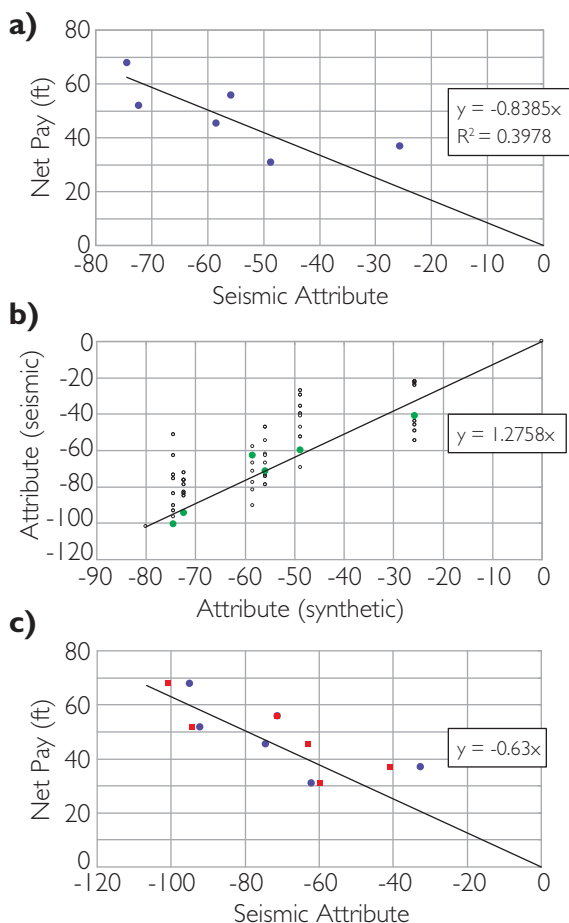 a)
80
60
40
20
0
Net Pay (ft)
y = -0.8385x
R² = 0.3978
-80 -70 -60 -50 -40 -30 -20 -10 0
Seismic Attribute
b)
0
-20
-40
-60
-80
-100
-120
Attribute (seismic)
y = 1.2758x
-90 -80 -70 -60 -50 -40 -30 -20 -10 0
Attribute (synthetic)
c)
80
60
40
20
0
Net Pay (ft)
y = -0.63x
-120 -100 -80 -60 -40 -20 0
Seismic Attribute